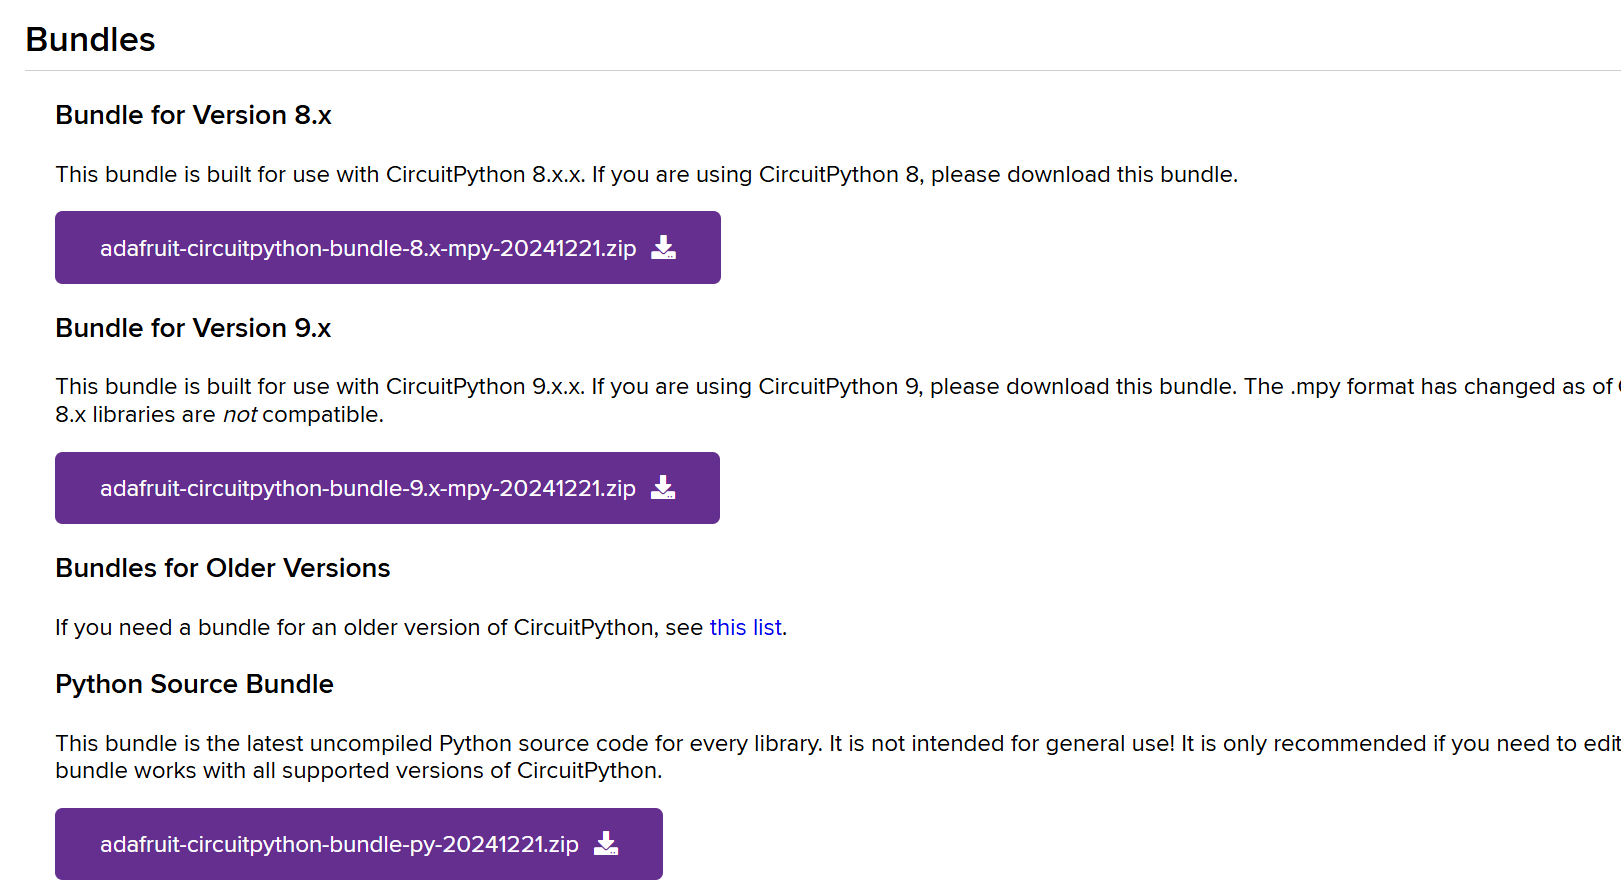 Bundles
Bundle for Version 8.x
This bundle is built for use with CircuitPython 8.x.x. If you are using CircuitPython 8, please download this bundle.
adafruit-circuitpython-bundle-8.x-mpy-20241221.zip
Bundle for Version 9.x
This bundle is built for use with CircuitPython 9.x.x. If you are using CircuitPython 9, please download this bundle. The .mpy format has changed as of
8.x libraries are not compatible.
adafruit-circuitpython-bundle-9.x-mpy-20241221.zip
Bundles for Older Versions
If you need a bundle for an older version of CircuitPython, see this list.
Python Source Bundle
This bundle is the latest uncompiled Python source code for every library. It is not intended for general use! It is only recommended if you need to edit
bundle works with all supported versions of CircuitPython.
adafruit-circuitpython-bundle-py-20241221.zip